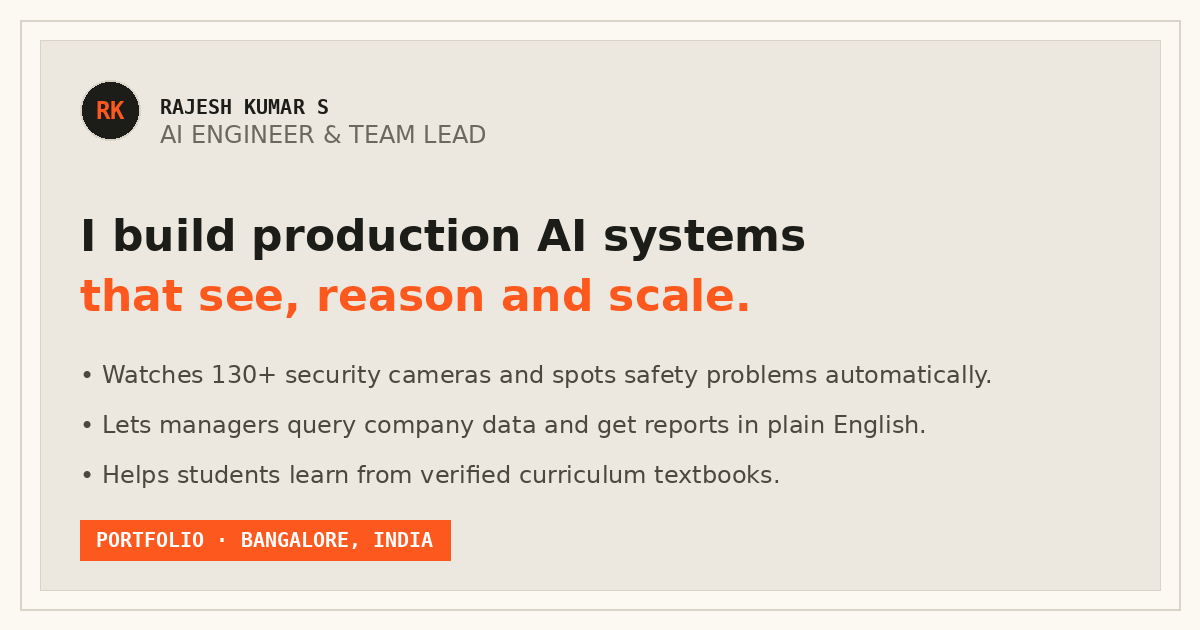 RK
RAJESH KUMAR S
AI ENGINEER & TEAM LEAD
I build production AI systems
that see, reason and scale.
• Watches 130+ security cameras and spots safety problems automatically.
• Lets managers query company data and get reports in plain English.
• Helps students learn from verified curriculum textbooks.
PORTFOLIO · BANGALORE, INDIA